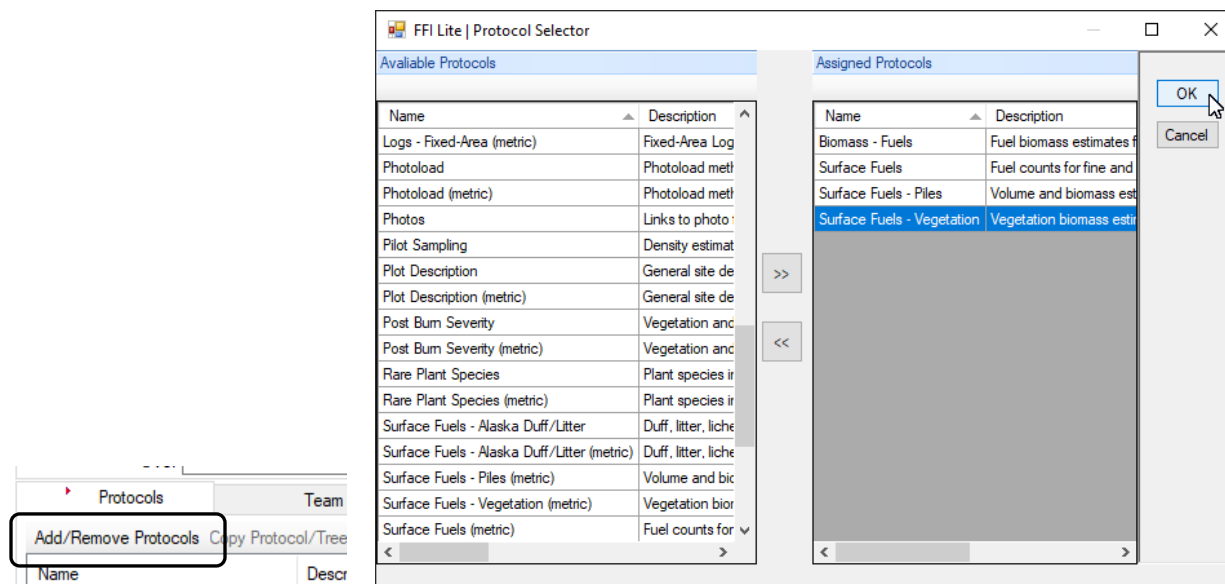 FFI Lite | Protocol Selector
Avaliable Protocols
Name Description
Logs - Fixed-Area (metric) Fixed-Area Log
Photoload Photoload meth
Photoload (metric) Photoload meth
Photos Links to photo
Pilot Sampling Density estimat
Plot Description General site de
Plot Description (metric) General site de
Post Burn Severity Vegetation and
Post Burn Severity (metric) Vegetation and
Rare Plant Species Plant species in
Rare Plant Species (metric) Plant species in
Surface Fuels - Alaska Duff/Litter Duff, litter, liche
Surface Fuels - Alaska Duff/Litter (metric) Duff, litter, liche
Surface Fuels - Piles (metric) Volume and bio
Surface Fuels - Vegetation (metric) Vegetation bion
Surface Fuels (metric) Fuel counts for
>>
<<
Assigned Protocols
Name Description
Biomass - Fuels Fuel biomass estimates f
Surface Fuels Fuel counts for fine and
Surface Fuels - Piles Volume and biomass est
Surface Fuels - Vegetation Vegetation biomass estin
OK
Cancel
Protocols Team
Add/Remove Protocols Copy Protocol/Tree
Name Descr